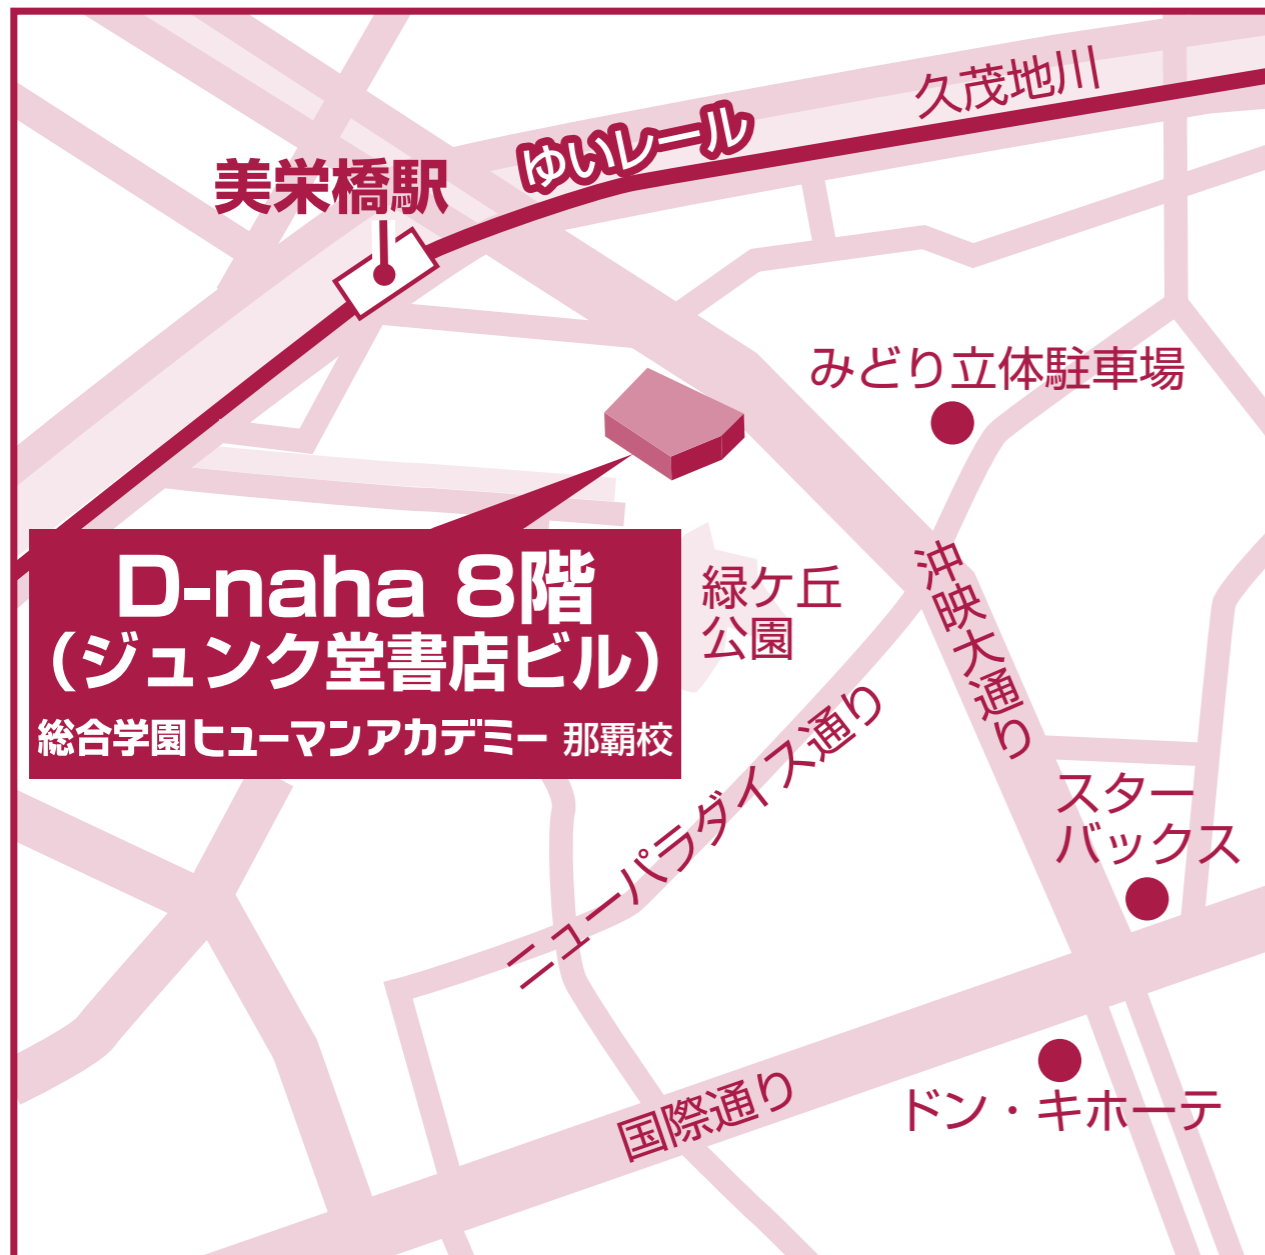 久茂地川
ゆいレール
美栄橋駅
みどり立体駐車場
D-naha 8階
（ジュンク堂書店ビル）
総合学園 ヒューマンアカデミー 那覇校
緑ケ丘
公園
沖映大通り
ニューパラダイス通り
スター
バックス
国際通り
ドン・キホーテ